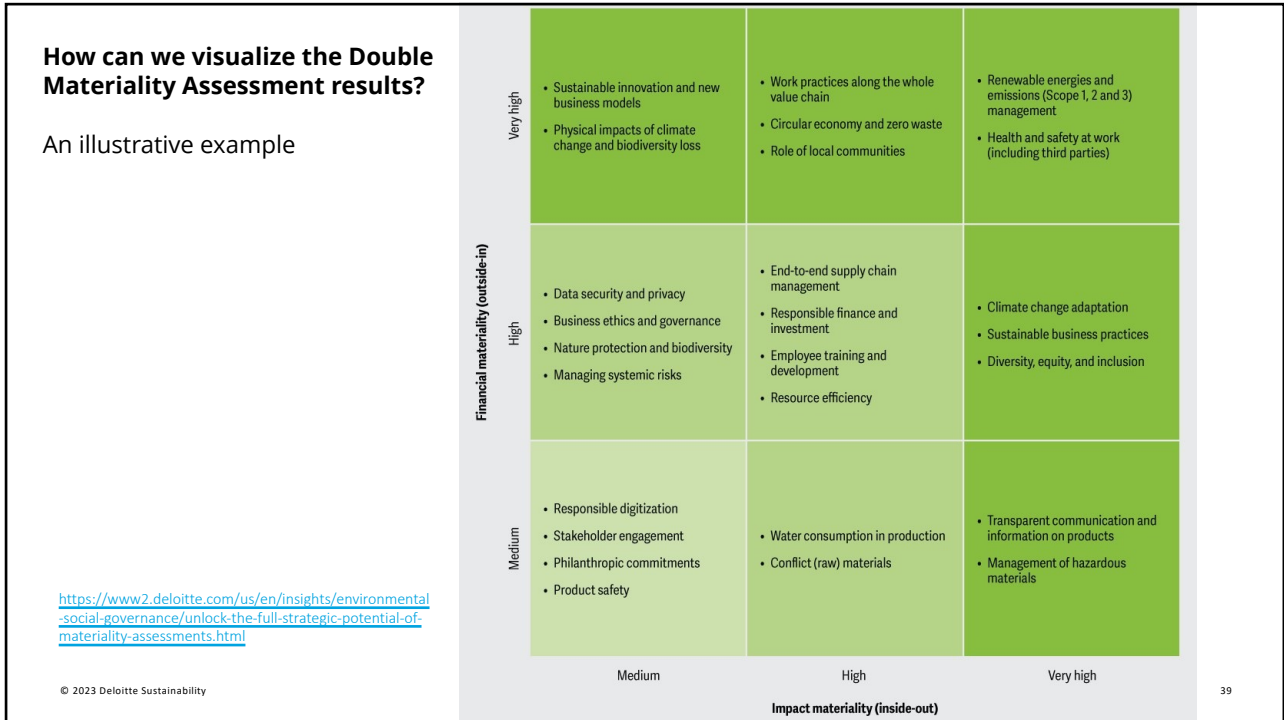 How can we visualize the Double
Materiality Assessment results?
An illustrative example
https://www2.deloitte.com/us/en/insights/environmental
-social-governance/unlock-the-full-strategic-potential-of-
materiality-assessments.html
© 2023 Deloitte Sustainability
Financial materiality (outside-in)
Very high
• Sustainable innovation and new
business models
• Physical impacts of climate
change and biodiversity loss
• Work practices along the whole
value chain
• Circular economy and zero waste
• Role of local communities
• Renewable energies and
emissions (Scope 1, 2 and 3)
management
• Health and safety at work
(including third parties)
High
• Data security and privacy
• Business ethics and governance
• Nature protection and biodiversity
• Managing systemic risks
• End-to-end supply chain
management
• Responsible finance and
investment
• Employee training and
development
• Resource efficiency
• Climate change adaptation
• Sustainable business practices
• Diversity, equity, and inclusion
Medium
• Responsible digitization
• Stakeholder engagement
• Philanthropic commitments
• Product safety
• Water consumption in production
• Conflict (raw) materials
• Transparent communication and
information on products
• Management of hazardous
materials
Medium
High
Very high
Impact materiality (inside-out)
39